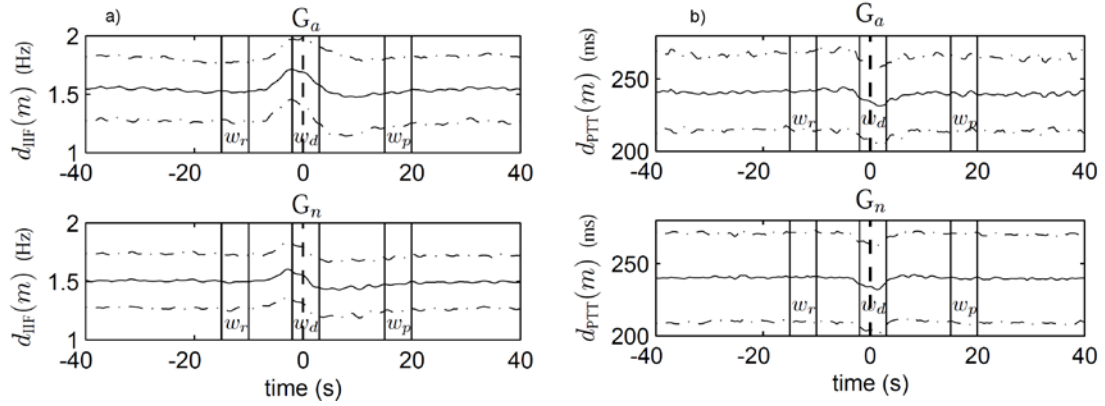 a)
G_a
d_IIF(m) (Hz)
2
1.5
1
w_r
w_d
w_p
-40
-20
0
20
40
G_n
d_IIF(m) (Hz)
2
1.5
1
w_r
w_d
w_p
-40
-20
0
20
40
time (s)
b)
G_a
d_PTT(m) (ms)
250
200
w_r
w_d
w_p
-40
-20
0
20
40
G_n
d_PTT(m) (ms)
250
200
w_r
w_d
w_p
-40
-20
0
20
40
time (s)